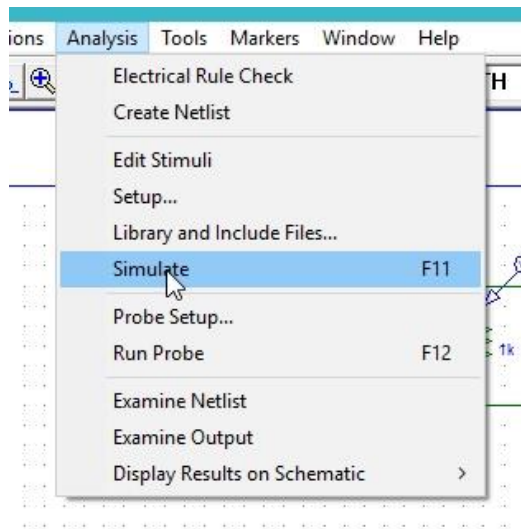 ions Analysis Tools Markers Window Help
Electrical Rule Check
TH
Create Netlist
Edit Stimuli
Setup...
Library and Include Files...
Simulate F11
Probe Setup...
Run Probe F12
1k
Examine Netlist
Examine Output
Display Results on Schematic >